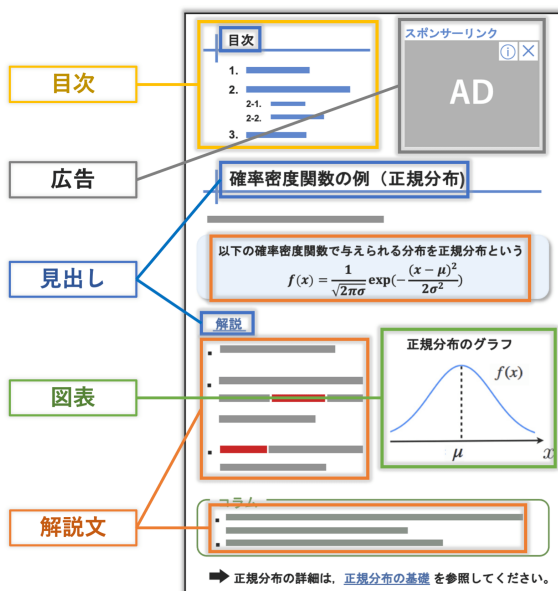 目次
広告
見出し
図表
解説文
目次
1.
2.
2-1.
2-2.
3.
スポンサーリンク
AD
確率密度関数の例（正規分布)
以下の確率密度関数で与えられる分布を正規分布という
f(x) = 1/√2πσ exp(-(x − μ)²/2σ²)
解説
正規分布のグラフ
f(x)
μ
x
コラム
➡ 正規分布の詳細は，正規分布の基礎 を参照してください。